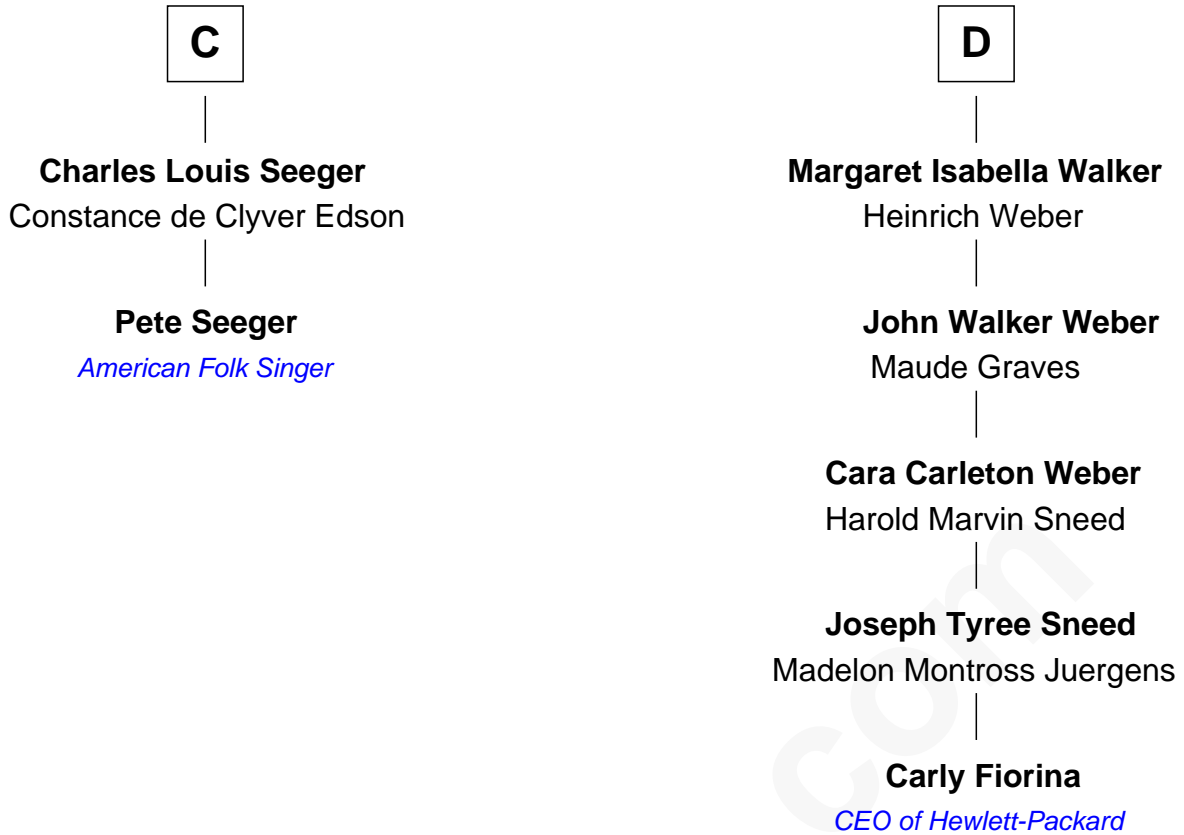 C
Charles Louis Seeger
Constance de Clyver Edson
Pete Seeger
American Folk Singer
D
Margaret Isabella Walker
Heinrich Weber
John Walker Weber
Maude Graves
Cara Carleton Weber
Harold Marvin Sneed
Joseph Tyree Sneed
Madelon Montross Juergens
Carly Fiorina
CEO of Hewlett-Packard
com